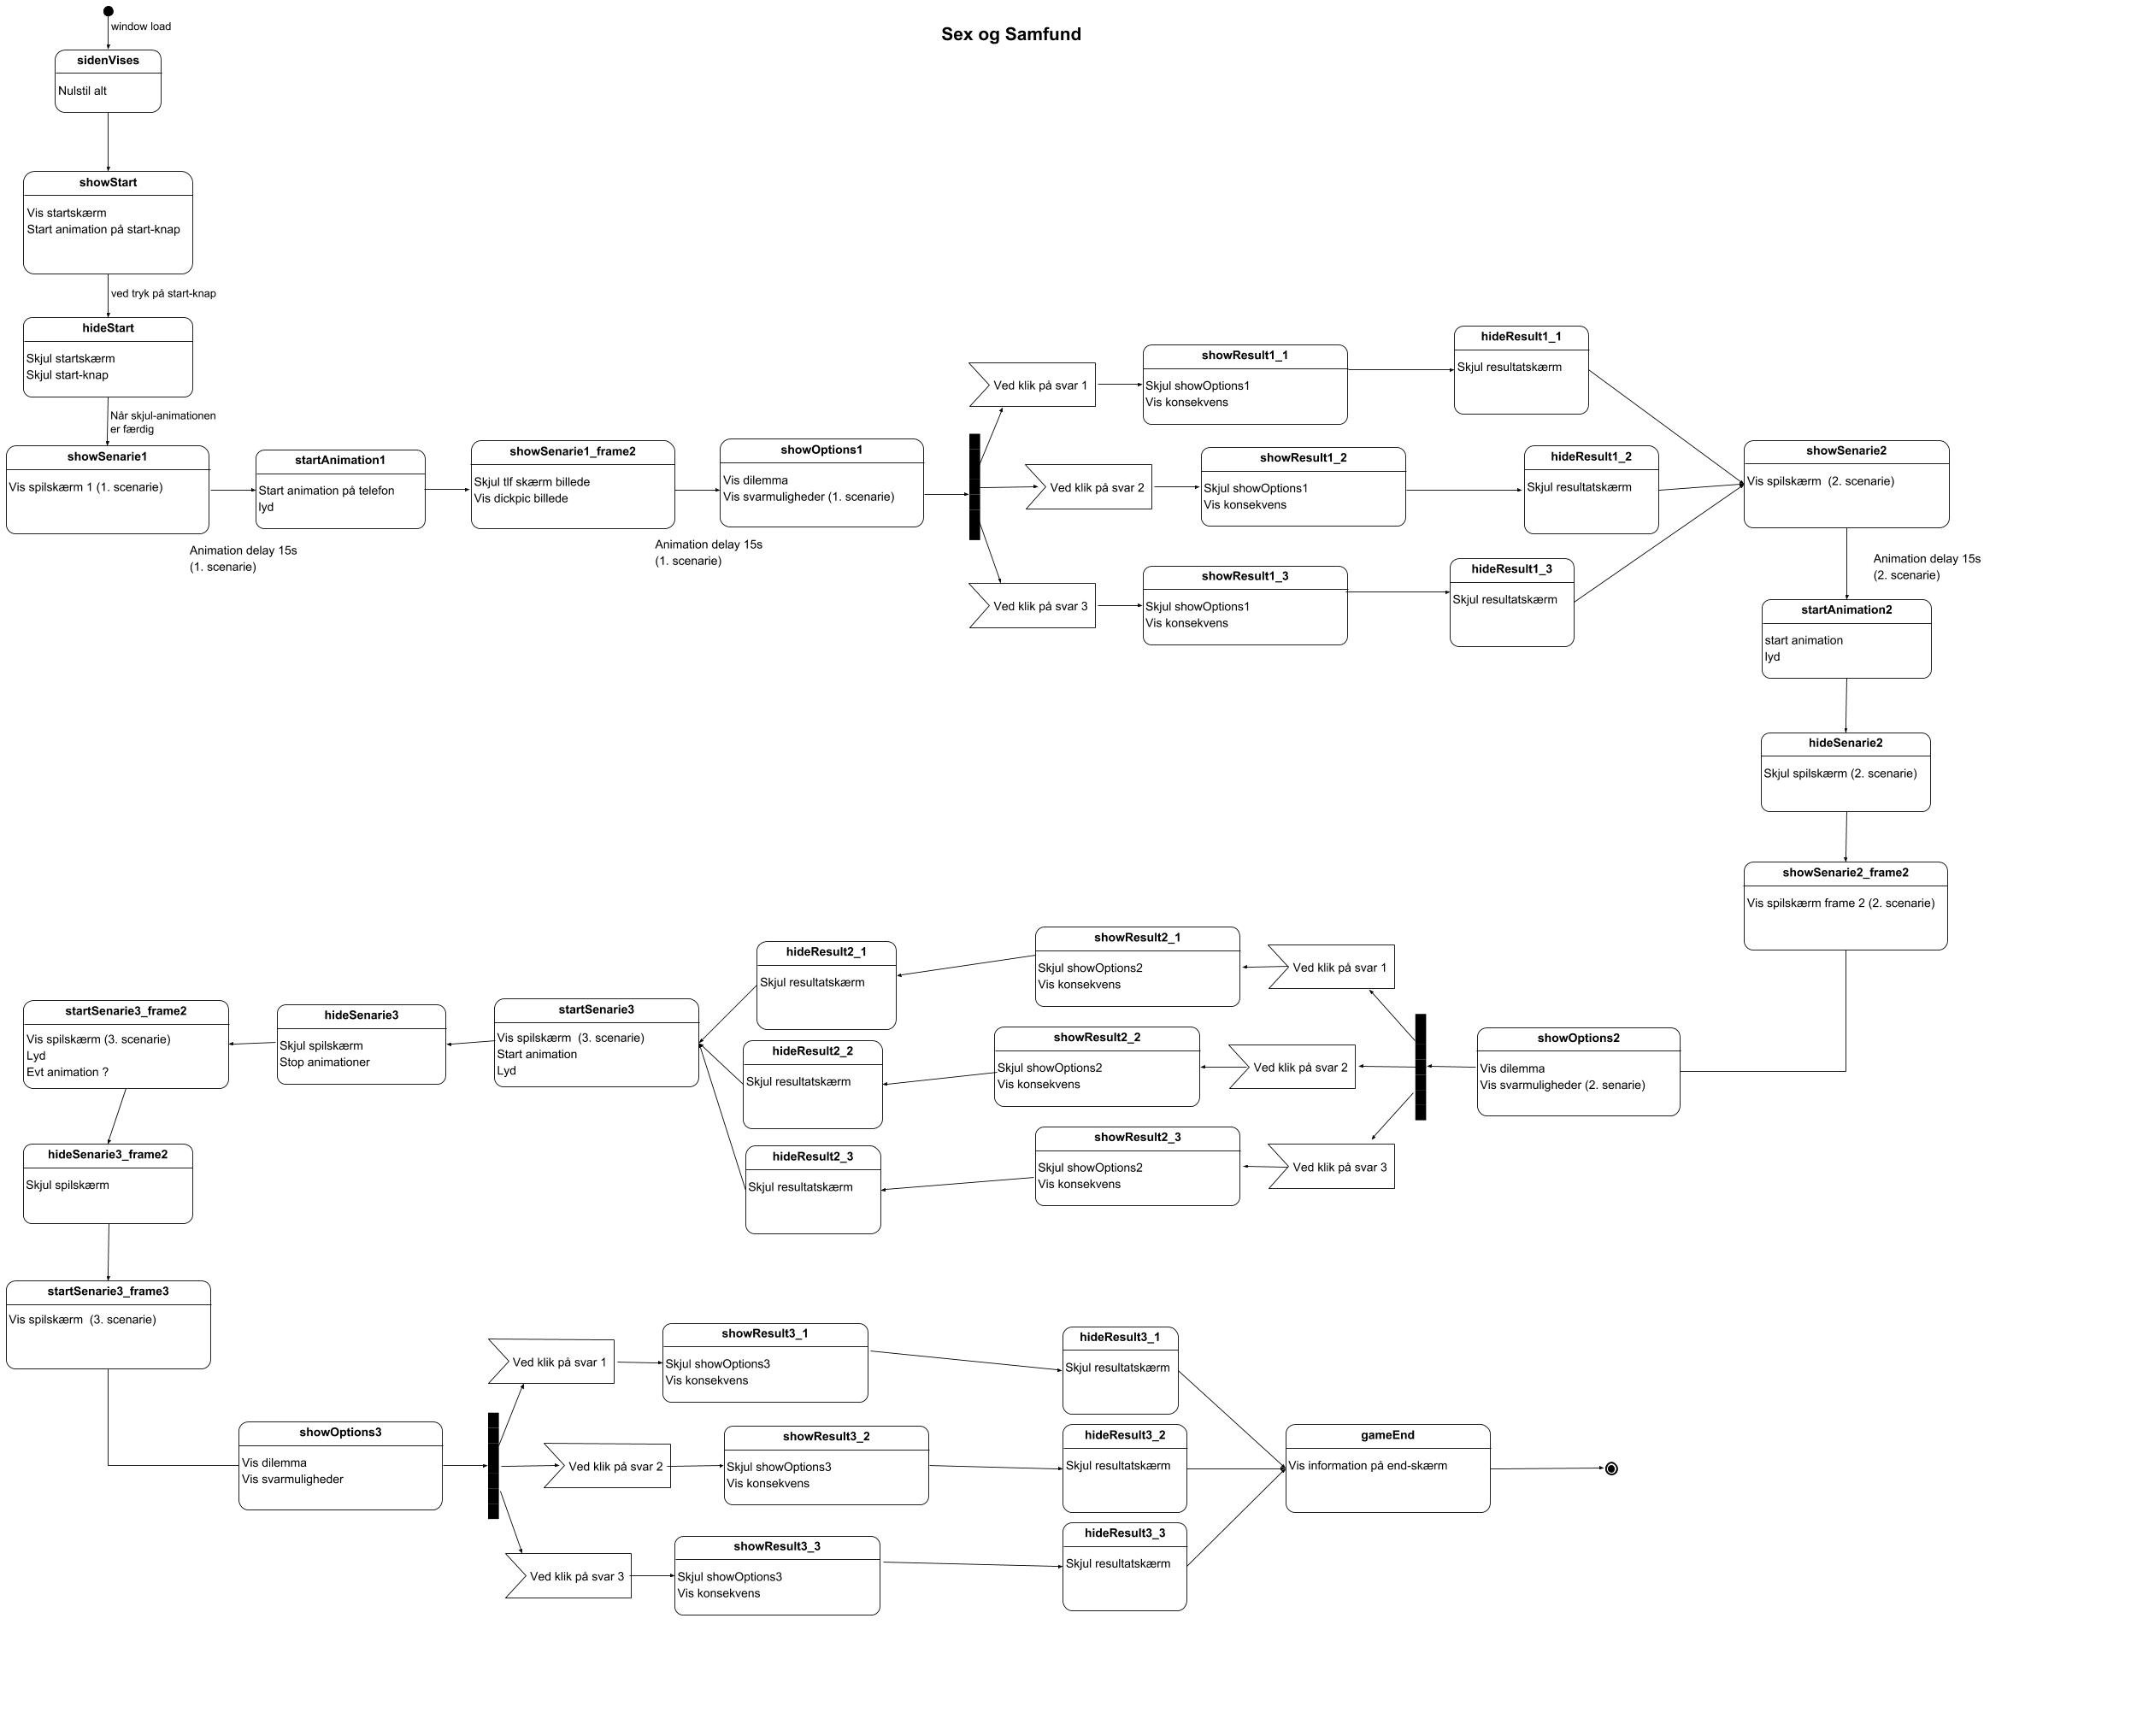 Sex og Samfund
window load
sidenVises
Nulstil alt
showStart
Vis startskærm
Start animation på start-knap
ved tryk på start-knap
hideStart
Skjul startskærm
Skjul start-knap
Når skjul-animationen
er færdig
showSenarie1
Vis spilskærm 1 (1. scenarie)
Animation delay 15s
(1. scenarie)
startAnimation1
Start animation på telefon
lyd
showSenarie1_frame2
Skjul tlf skærm billede
Vis dickpic billede
Animation delay 15s
(1. scenarie)
showOptions1
Vis dilemma
Vis svarmuligheder (1. scenarie)
Ved klik på svar 1
showResult1_1
Skjul showOptions1
Vis konsekvens
hideResult1_1
Skjul resultatskærm
Ved klik på svar 2
showResult1_2
Skjul showOptions1
Vis konsekvens
hideResult1_2
Skjul resultatskærm
Ved klik på svar 3
showResult1_3
Skjul showOptions1
Vis konsekvens
hideResult1_3
Skjul resultatskærm
showSenarie2
Vis spilskærm  (2. scenarie)
Animation delay 15s
(2. scenarie)
startAnimation2
start animation
lyd
hideSenarie2
Skjul spilskærm (2. scenarie)
showSenarie2_frame2
Vis spilskærm frame 2 (2. scenarie)
showOptions2
Vis dilemma
Vis svarmuligheder (2. senarie)
Ved klik på svar 1
showResult2_1
Skjul showOptions2
Vis konsekvens
hideResult2_1
Skjul resultatskærm
Ved klik på svar 2
showResult2_2
Skjul showOptions2
Vis konsekvens
hideResult2_2
Skjul resultatskærm
Ved klik på svar 3
showResult2_3
Skjul showOptions2
Vis konsekvens
hideResult2_3
Skjul resultatskærm
startSenarie3
Vis spilskærm  (3. scenarie)
Start animation
Lyd
hideSenarie3
Skjul spilskærm
Stop animationer
startSenarie3_frame2
Vis spilskærm (3. scenarie)
Lyd
Evt animation ?
hideSenarie3_frame2
Skjul spilskærm
startSenarie3_frame3
Vis spilskærm  (3. scenarie)
showOptions3
Vis dilemma
Vis svarmuligheder
Ved klik på svar 1
showResult3_1
Skjul showOptions3
Vis konsekvens
hideResult3_1
Skjul resultatskærm
Ved klik på svar 2
showResult3_2
Skjul showOptions3
Vis konsekvens
hideResult3_2
Skjul resultatskærm
Ved klik på svar 3
showResult3_3
Skjul showOptions3
Vis konsekvens
hideResult3_3
Skjul resultatskærm
gameEnd
Vis information på end-skærm